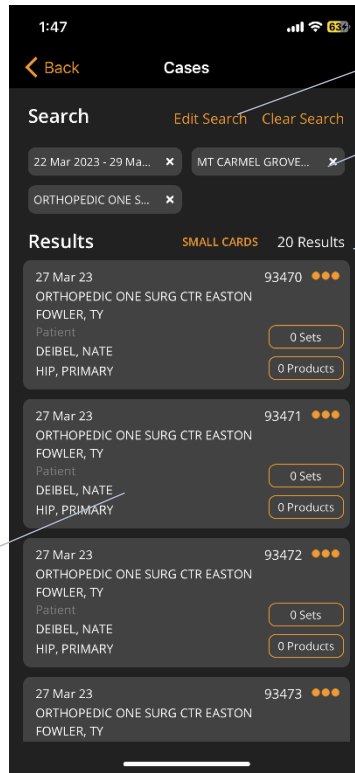 1:47
63
Back
Cases
Search
Edit Search
Clear Search
22 Mar 2023 - 29 Ma... ×
MT CARMEL GROVE... ×
ORTHOPEDIC ONE S... ×
Results
SMALL CARDS
20 Results
27 Mar 23
93470
ORTHOPEDIC ONE SURG CTR EASTON
FOWLER, TY
Patient
0 Sets
DEIBEL, NATE
HIP, PRIMARY
0 Products
27 Mar 23
93471
ORTHOPEDIC ONE SURG CTR EASTON
FOWLER, TY
Patient
0 Sets
DEIBEL, NATE
HIP, PRIMARY
0 Products
27 Mar 23
93472
ORTHOPEDIC ONE SURG CTR EASTON
FOWLER, TY
Patient
0 Sets
DEIBEL, NATE
HIP, PRIMARY
0 Products
27 Mar 23
93473
ORTHOPEDIC ONE SURG CTR EASTON
FOWLER, TY